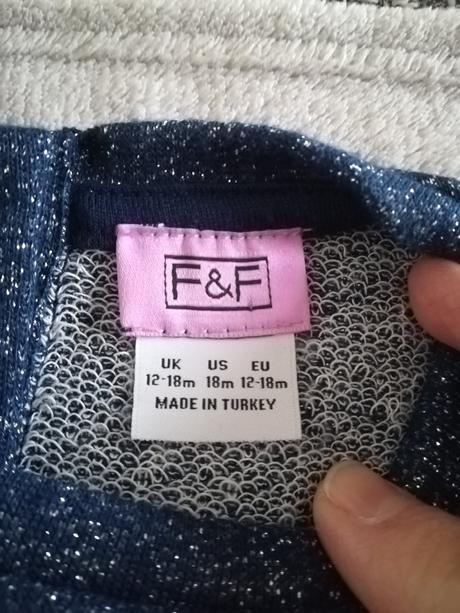 F&F
UK US EU
12-18m 18m 12-18m
MADE IN TURKEY